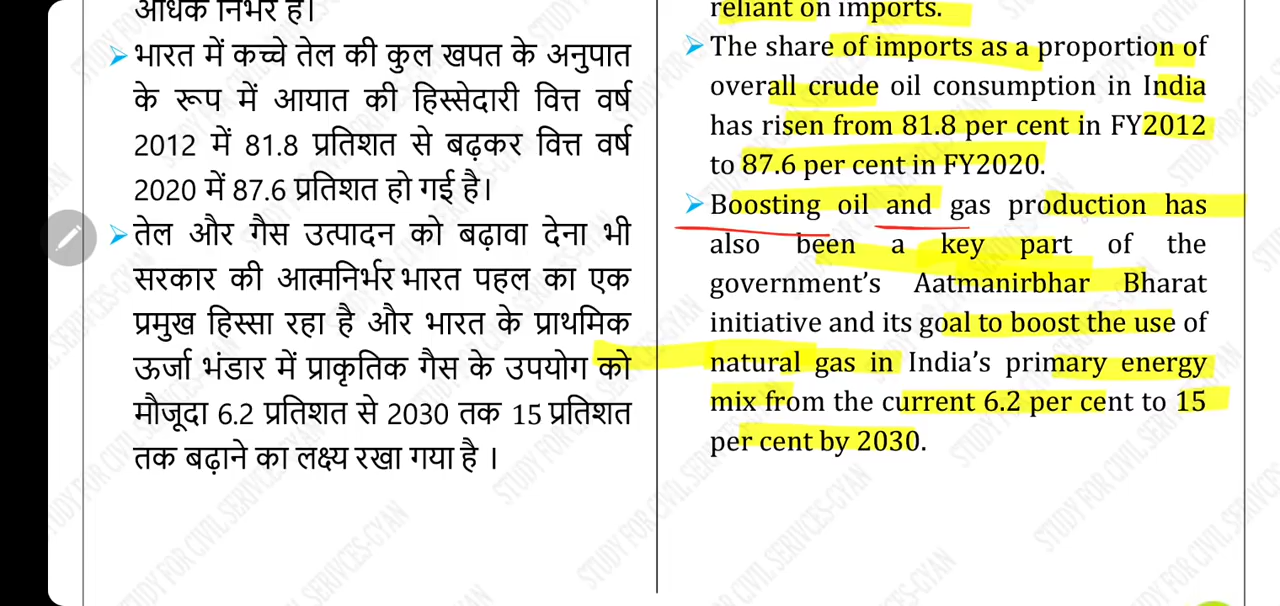 अधिक निर्भर है।
भारत में कच्चे तेल की कुल खपत के अनुपात
के रूप में आयात की हिस्सेदारी वित्त वर्ष
2012 में 81.8 प्रतिशत से बढ़कर वित्त वर्ष
2020 में 87.6 प्रतिशत हो गई है।
तेल और गैस उत्पादन को बढ़ावा देना भी
सरकार की आत्मनिर्भर भारत पहल का एक
प्रमुख हिस्सा रहा है और भारत के प्राथमिक
ऊर्जा भंडार में प्राकृतिक गैस के उपयोग को
मौजूदा 6.2 प्रतिशत से 2030 तक 15 प्रतिशत
तक बढ़ाने का लक्ष्य रखा गया है ।
reliant on imports.
The share of imports as a proportion of
overall crude oil consumption in India
has risen from 81.8 per cent in FY2012
to 87.6 per cent in FY2020.
Boosting oil and gas production has
also been a key part of the
government's Aatmanirbhar Bharat
initiative and its goal to boost the use of
natural gas in India's primary energy
mix from the current 6.2 per cent to 15
per cent by 2030.
STUDY FOR CIVIL SERIVCES-GYAN